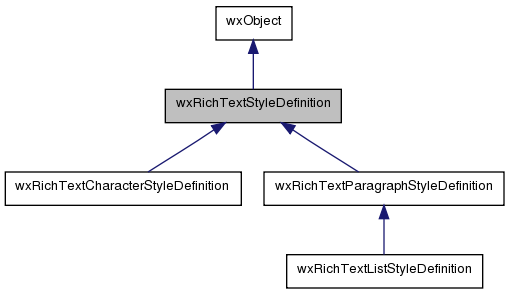 wxObject
wxRichTextStyleDefinition
wxRichTextCharacterStyleDefinition
wxRichTextParagraphStyleDefinition
wxRichTextListStyleDefinition